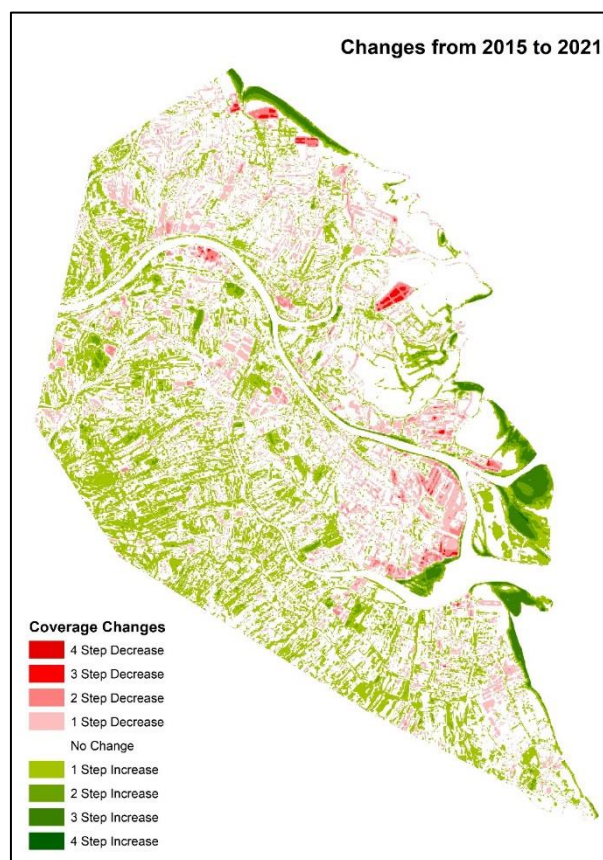 Changes from 2015 to 2021
Coverage Changes
4 Step Decrease
3 Step Decrease
2 Step Decrease
1 Step Decrease
No Change
1 Step Increase
2 Step Increase
3 Step Increase
4 Step Increase